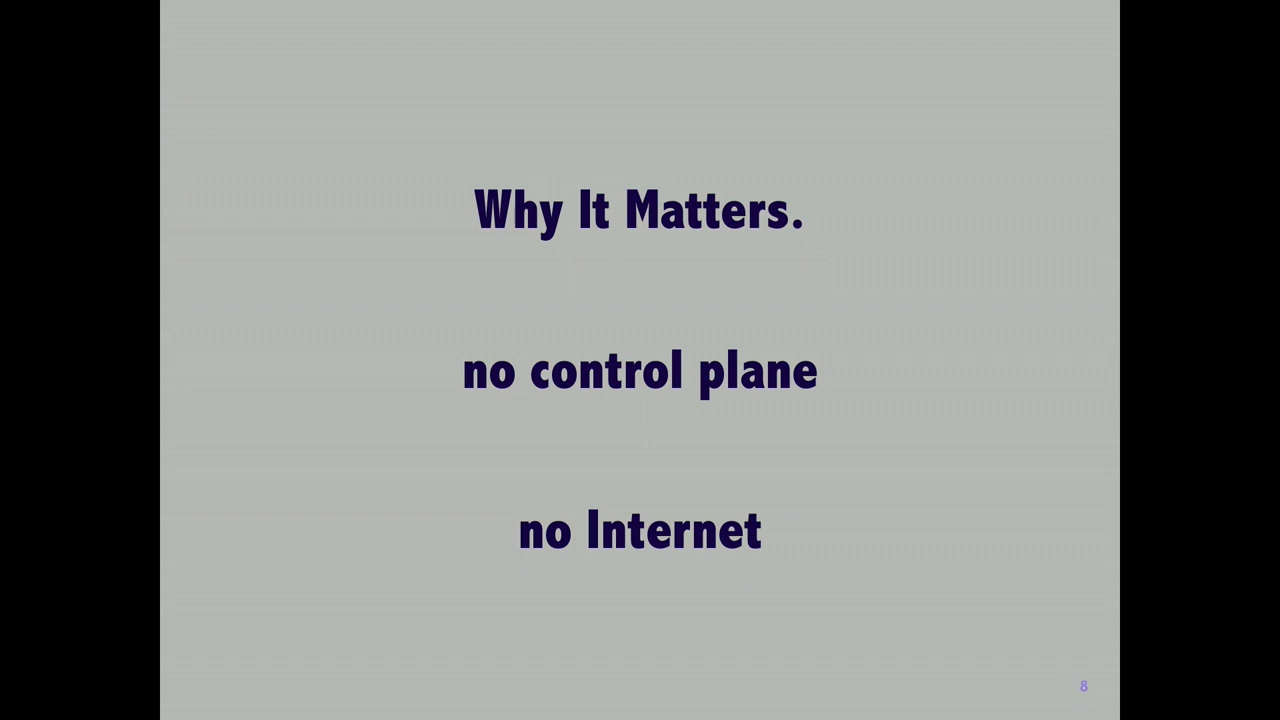 Why It Matters.
no control plane
no Internet
8